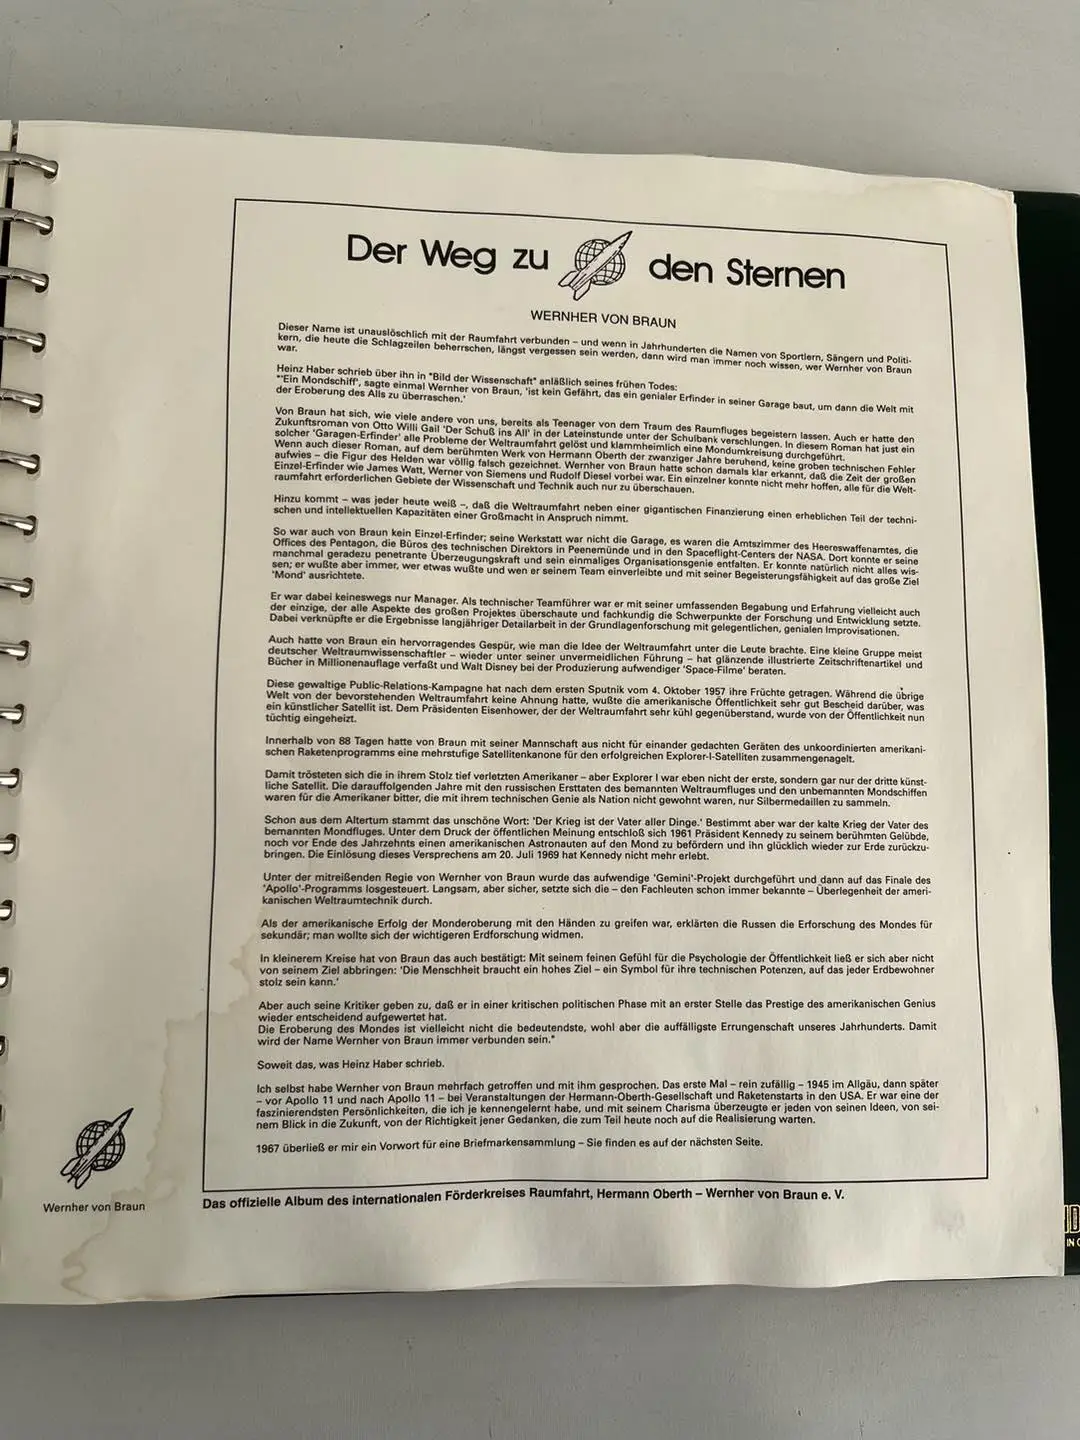 Der Weg zu den Sternen
WERNHER VON BRAUN
Dieser Name ist unauslöschlich mit der Raumfahrt verbunden – und wenn in Jahrhunderten die Namen von Sportlern, Sängern und Politi-
kern, die heute die Schlagzeilen beherrschen, längst vergessen sein werden, dann wird man immer noch wissen, wer Wernher von Braun
war.
Heinz Haber schrieb über ihn in "Bild der Wissenschaft" anläßlich seines frühen Todes:
"'Ein Mondschiff', sagte einmal Wernher von Braun, 'ist kein Gefährt, das ein genialer Erfinder in seiner Garage baut, um dann die Welt mit
der Eroberung des Alls zu überraschen.'
Von Braun hat sich, wie viele andere von uns, bereits als Teenager von dem Traum des Raumfluges begeistern lassen. Auch er hatte den
Zukunftsroman von Otto Willi Gail 'Der Schuß ins All' in der Lateinstunde unter der Schulbank verschlungen. In diesem Roman hat just ein
solcher 'Garagen-Erfinder' alle Probleme der Weltraumfahrt gelöst und klammheimlich eine Mondumkreisung durchgeführt.
Wenn auch dieser Roman, auf dem berühmten Werk von Hermann Oberth der zwanziger Jahre beruhend, keine groben technischen Fehler
aufwies – die Figur des Helden war völlig falsch gezeichnet. Wernher von Braun hatte schon damals klar erkannt, daß die Zeit der großen
Einzel-Erfinder wie James Watt, Werner von Siemens und Rudolf Diesel vorbei war. Ein einzelner konnte nicht mehr hoffen, alle für die Welt-
raumfahrt erforderlichen Gebiete der Wissenschaft und Technik auch nur zu überschauen.
Hinzu kommt – was jeder heute weiß –, daß die Weltraumfahrt neben einer gigantischen Finanzierung einen erheblichen Teil der techni-
schen und intellektuellen Kapazitäten einer Großmacht in Anspruch nimmt.
So war auch von Braun kein Einzel-Erfinder; seine Werkstatt war nicht die Garage, es waren die Amtszimmer des Heereswaffenamtes, die
Offices des Pentagon, die Büros des technischen Direktors in Peenemünde und in den Spaceflight-Centers der NASA. Dort konnte er seine
manchmal geradezu penetrante Überzeugungskraft und sein einmaliges Organisationsgenie entfalten. Er konnte natürlich nicht alles wis-
sen; er wußte aber immer, wer etwas wußte und wen er seinem Team einverleibte und mit seiner Begeisterungsfähigkeit auf das große Ziel
'Mond' ausrichtete.
Er war dabei keineswegs nur Manager. Als technischer Teamführer war er mit seiner umfassenden Begabung und Erfahrung vielleicht auch
der einzige, der alle Aspekte des großen Projektes überschaute und fachkundig die Schwerpunkte der Forschung und Entwicklung setzte.
Dabei verknüpfte er die Ergebnisse langjähriger Detailarbeit in der Grundlagenforschung mit gelegentlichen, genialen Improvisationen.
Auch hatte von Braun ein hervorragendes Gespür, wie man die Idee der Weltraumfahrt unter die Leute brachte. Eine kleine Gruppe meist
deutscher Weltraumwissenschaftler – wieder unter seiner unvermeidlichen Führung – hat glänzende illustrierte Zeitschriftenartikel und
Bücher in Millionenauflage verfaßt und Walt Disney bei der Produzierung aufwendiger 'Space-Filme' beraten.
Diese gewaltige Public-Relations-Kampagne hat nach dem ersten Sputnik vom 4. Oktober 1957 ihre Früchte getragen. Während die übrige
Welt von der bevorstehenden Weltraumfahrt keine Ahnung hatte, wußte die amerikanische Öffentlichkeit sehr gut Bescheid darüber, was
ein künstlicher Satellit ist. Dem Präsidenten Eisenhower, der der Weltraumfahrt sehr kühl gegenüberstand, wurde von der Öffentlichkeit nun
tüchtig eingeheizt.
Innerhalb von 88 Tagen hatte von Braun mit seiner Mannschaft aus nicht für einander gedachten Geräten des unkoordinierten amerikani-
schen Raketenprogramms eine mehrstufige Satellitenkanone für den erfolgreichen Explorer-I-Satelliten zusammengenagelt.
Damit trösteten sich die in ihrem Stolz tief verletzten Amerikaner – aber Explorer I war eben nicht der erste, sondern gar nur der dritte künst-
liche Satellit. Die darauffolgenden Jahre mit den russischen Ersttaten des bemannten Weltraumfluges und den unbemannten Mondschiffen
waren für die Amerikaner bitter, die mit ihrem technischen Genie als Nation nicht gewohnt waren, nur Silbermedaillen zu sammeln.
Schon aus dem Altertum stammt das unschöne Wort: 'Der Krieg ist der Vater aller Dinge.' Bestimmt aber war der kalte Krieg der Vater des
bemannten Mondfluges. Unter dem Druck der öffentlichen Meinung entschloß sich 1961 Präsident Kennedy zu seinem berühmten Gelübde,
noch vor Ende des Jahrzehnts einen amerikanischen Astronauten auf den Mond zu befördern und ihn glücklich wieder zur Erde zurückzu-
bringen. Die Einlösung dieses Versprechens am 20. Juli 1969 hat Kennedy nicht mehr erlebt.
Unter der mitreißenden Regie von Wernher von Braun wurde das aufwendige 'Gemini'-Projekt durchgeführt und dann auf das Finale des
'Apollo'-Programms losgesteuert. Langsam, aber sicher, setzte sich die – den Fachleuten schon immer bekannte – Überlegenheit der ameri-
kanischen Weltraumtechnik durch.
Als der amerikanische Erfolg der Monderoberung mit den Händen zu greifen war, erklärten die Russen die Erforschung des Mondes für
sekundär; man wollte sich der wichtigeren Erdforschung widmen.
In kleinerem Kreise hat von Braun das auch bestätigt: Mit seinem feinen Gefühl für die Psychologie der Öffentlichkeit ließ er sich aber nicht
von seinem Ziel abbringen: 'Die Menschheit braucht ein hohes Ziel – ein Symbol für ihre technischen Potenzen, auf das jeder Erdbewohner
stolz sein kann.'
Aber auch seine Kritiker geben zu, daß er in einer kritischen politischen Phase mit an erster Stelle das Prestige des amerikanischen Genius
wieder entscheidend aufgewertet hat.
Die Eroberung des Mondes ist vielleicht nicht die bedeutendste, wohl aber die auffälligste Errungenschaft unseres Jahrhunderts. Damit
wird der Name Wernher von Braun immer verbunden sein."
Soweit das, was Heinz Haber schrieb.
Ich selbst habe Wernher von Braun mehrfach getroffen und mit ihm gesprochen. Das erste Mal – rein zufällig – 1945 im Allgäu, dann später
– vor Apollo 11 und nach Apollo 11 – bei Veranstaltungen der Hermann-Oberth-Gesellschaft und Raketenstarts in den USA. Er war eine der
faszinierendsten Persönlichkeiten, die ich je kennengelernt habe, und mit seinem Charisma überzeugte er jeden von seinen Ideen, von sei-
nem Blick in die Zukunft, von der Richtigkeit jener Gedanken, die zum Teil heute noch auf die Realisierung warten.
1967 überließ er mir ein Vorwort für eine Briefmarkensammlung – Sie finden es auf der nächsten Seite.
Wernher von Braun
Das offizielle Album des internationalen Förderkreises Raumfahrt, Hermann Oberth – Wernher von Braun e. V.